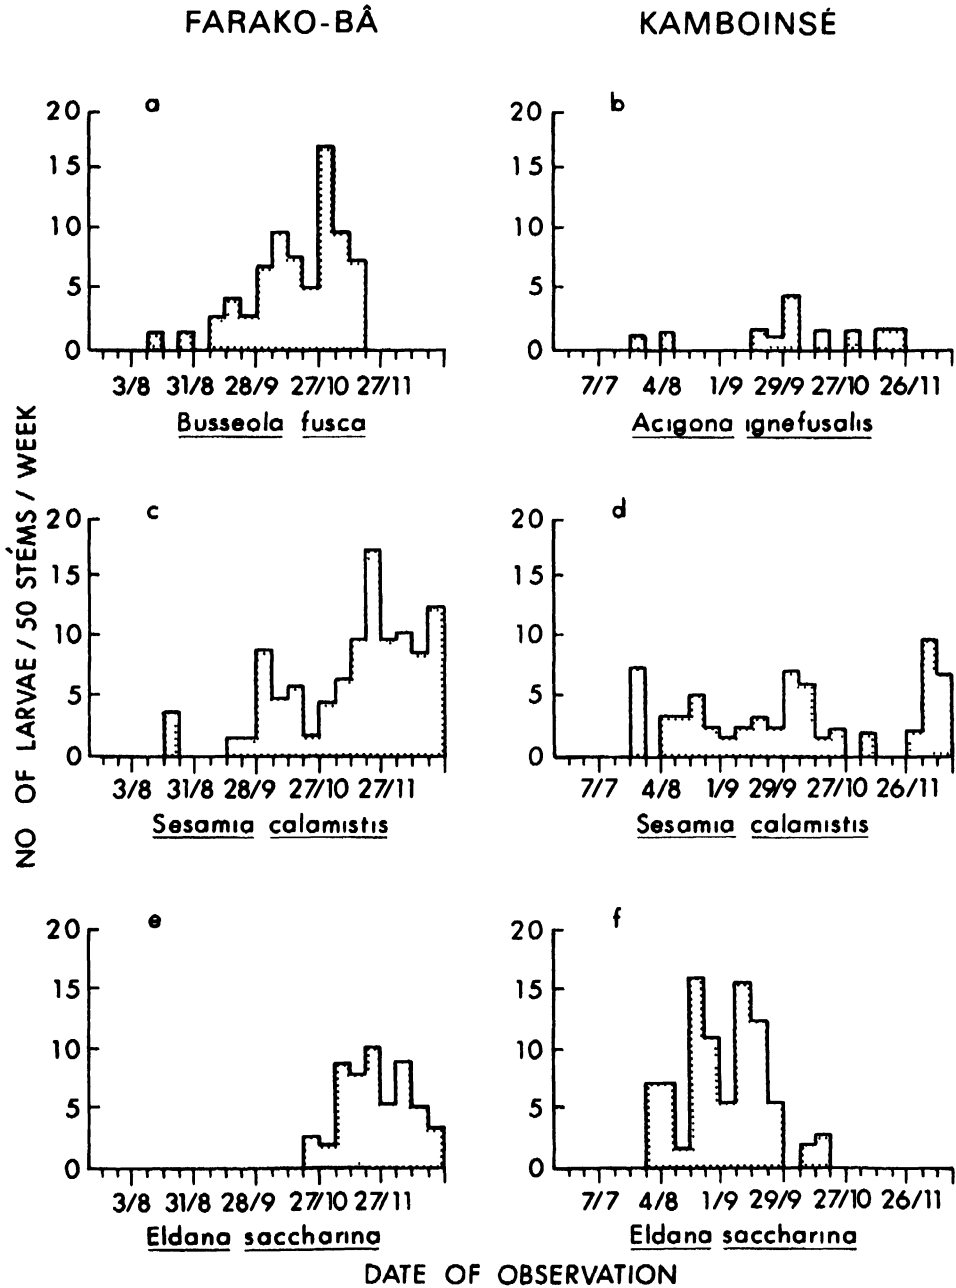 FARAKO-BÂ KAMBOINSÉ
a b
20 20
15 15
10 10
5 5
0 0
3/8 31/8 28/9 27/10 27/11 7/7 4/8 1/9 29/9 27/10 26/11
Busseola fusca Acigona ignefusalis
NO OF LARVAE / 50 STÉMS / WEEK
c d
20 20
15 15
10 10
5 5
0 0
3/8 31/8 28/9 27/10 27/11 7/7 4/8 1/9 29/9 27/10 26/11
Sesamia calamistis Sesamia calamistis
e f
20 20
15 15
10 10
5 5
0 0
3/8 31/8 28/9 27/10 27/11 7/7 4/8 1/9 29/9 27/10 26/11
Eldana saccharina Eldana saccharina
DATE OF OBSERVATION